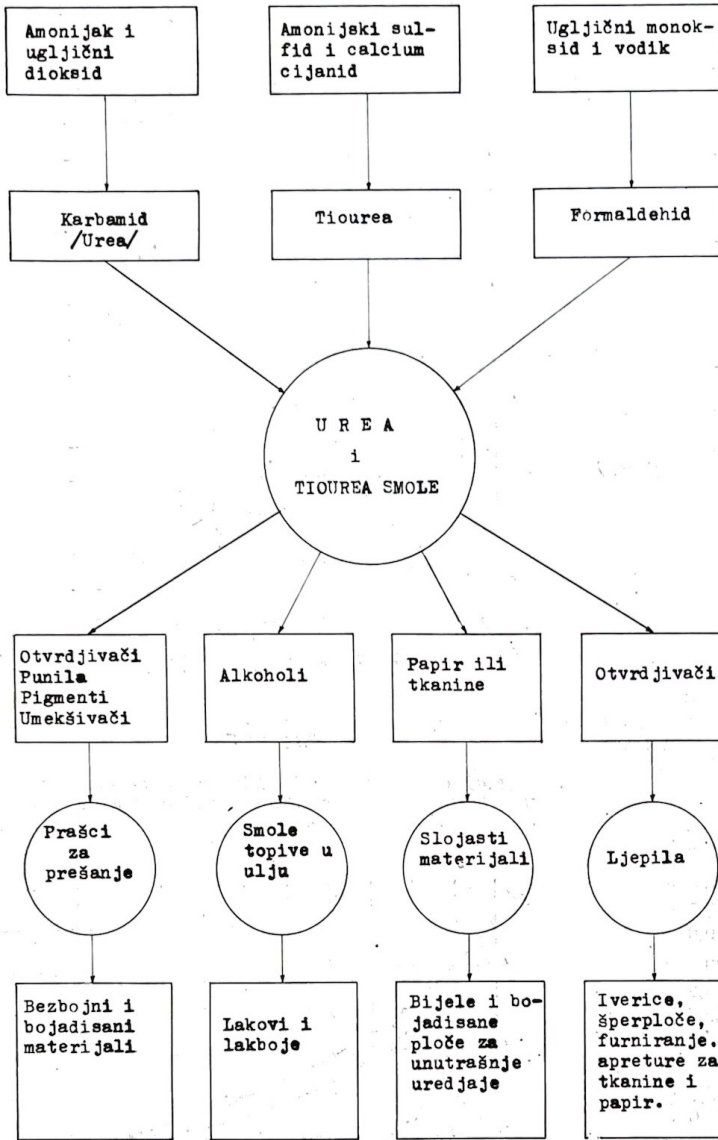 Amonijak i
ugljični
dioksid
Amonijski sul-
fid i calcium
cijanid
Ugljični monok-
sid i vodik
Karbamid
/Urea/
Tiourea
Formaldehid
U R E A
i
TIOUREA SMOLE
Otvrdjivači
Punila
Pigmenti
Umekšivači
Alkoholi
Papir ili
tkanine
Otvrdjivači
Prašci
za
prešanje
Smole
topive u
ulju
Slojasti
materijali
Ljepila
Bezbojni i
bojadisani
materijali
Lakovi i
lakboje
Bijele i bo-
jadisane
ploče za
unutrašnje
uredjaje
Iverice,
šperploče,
furniranje.
apreture za
tkanine i
papir.